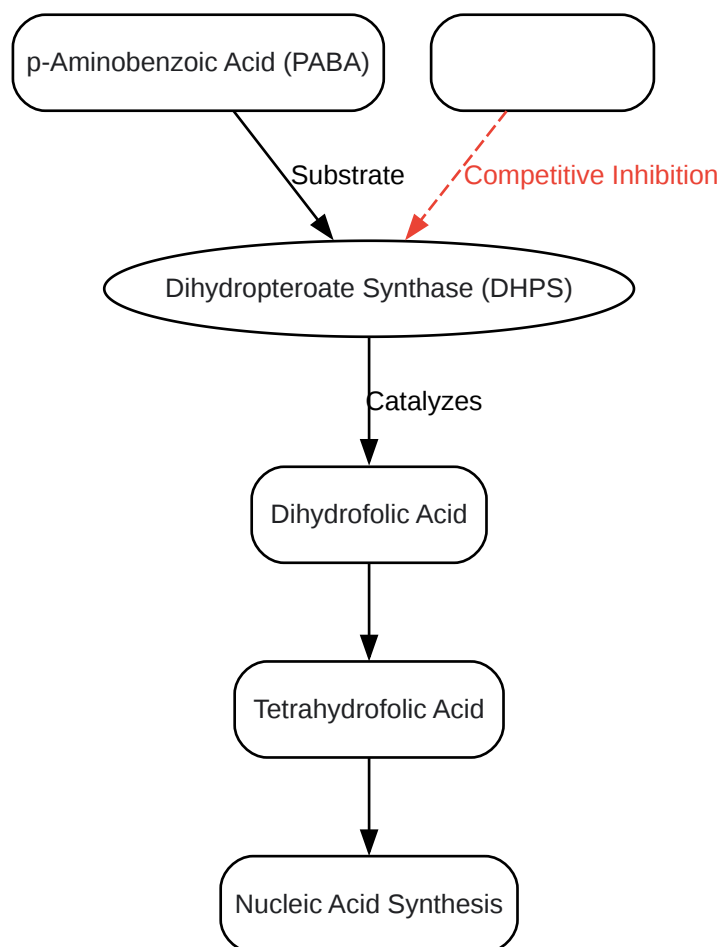 p-Aminobenzoic Acid (PABA)
Substrate
Competitive Inhibition
Dihydropteroate Synthase (DHPS)
Catalyzes
Dihydrofolic Acid
Tetrahydrofolic Acid
Nucleic Acid Synthesis